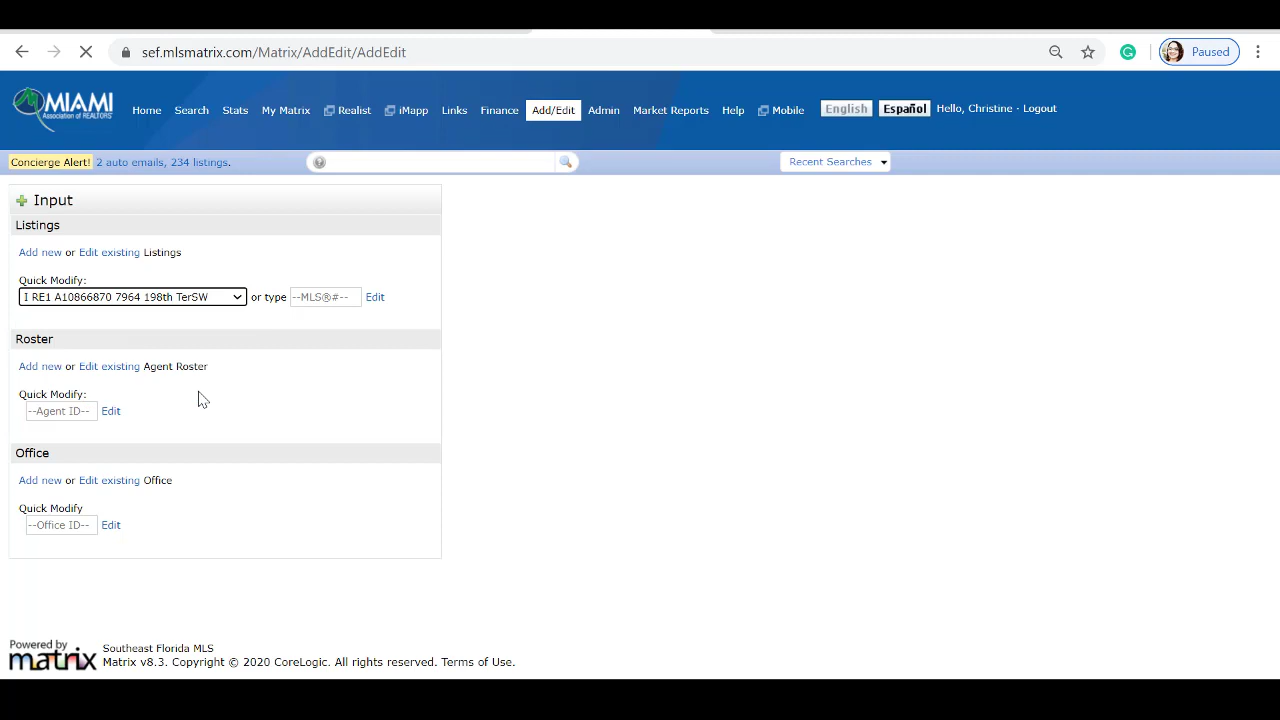 sef.mlsmatrix.com/Matrix/AddEdit/AddEdit
Paused
MIAMI
Association of REALTORS®
Home Search Stats My Matrix Realist iMapp Links Finance Add/Edit Admin Market Reports Help Mobile English Español Hello, Christine · Logout
Concierge Alert! 2 auto emails, 234 listings.
Recent Searches
Input
Listings
Add new or Edit existing Listings
Quick Modify:
I RE1 A10866870 7964 198th TerSW or type --MLS®#-- Edit
Roster
Add new or Edit existing Agent Roster
Quick Modify:
--Agent ID-- Edit
Office
Add new or Edit existing Office
Quick Modify
--Office ID-- Edit
Powered by
matrix
Southeast Florida MLS
Matrix v8.3. Copyright © 2020 CoreLogic. All rights reserved. Terms of Use.